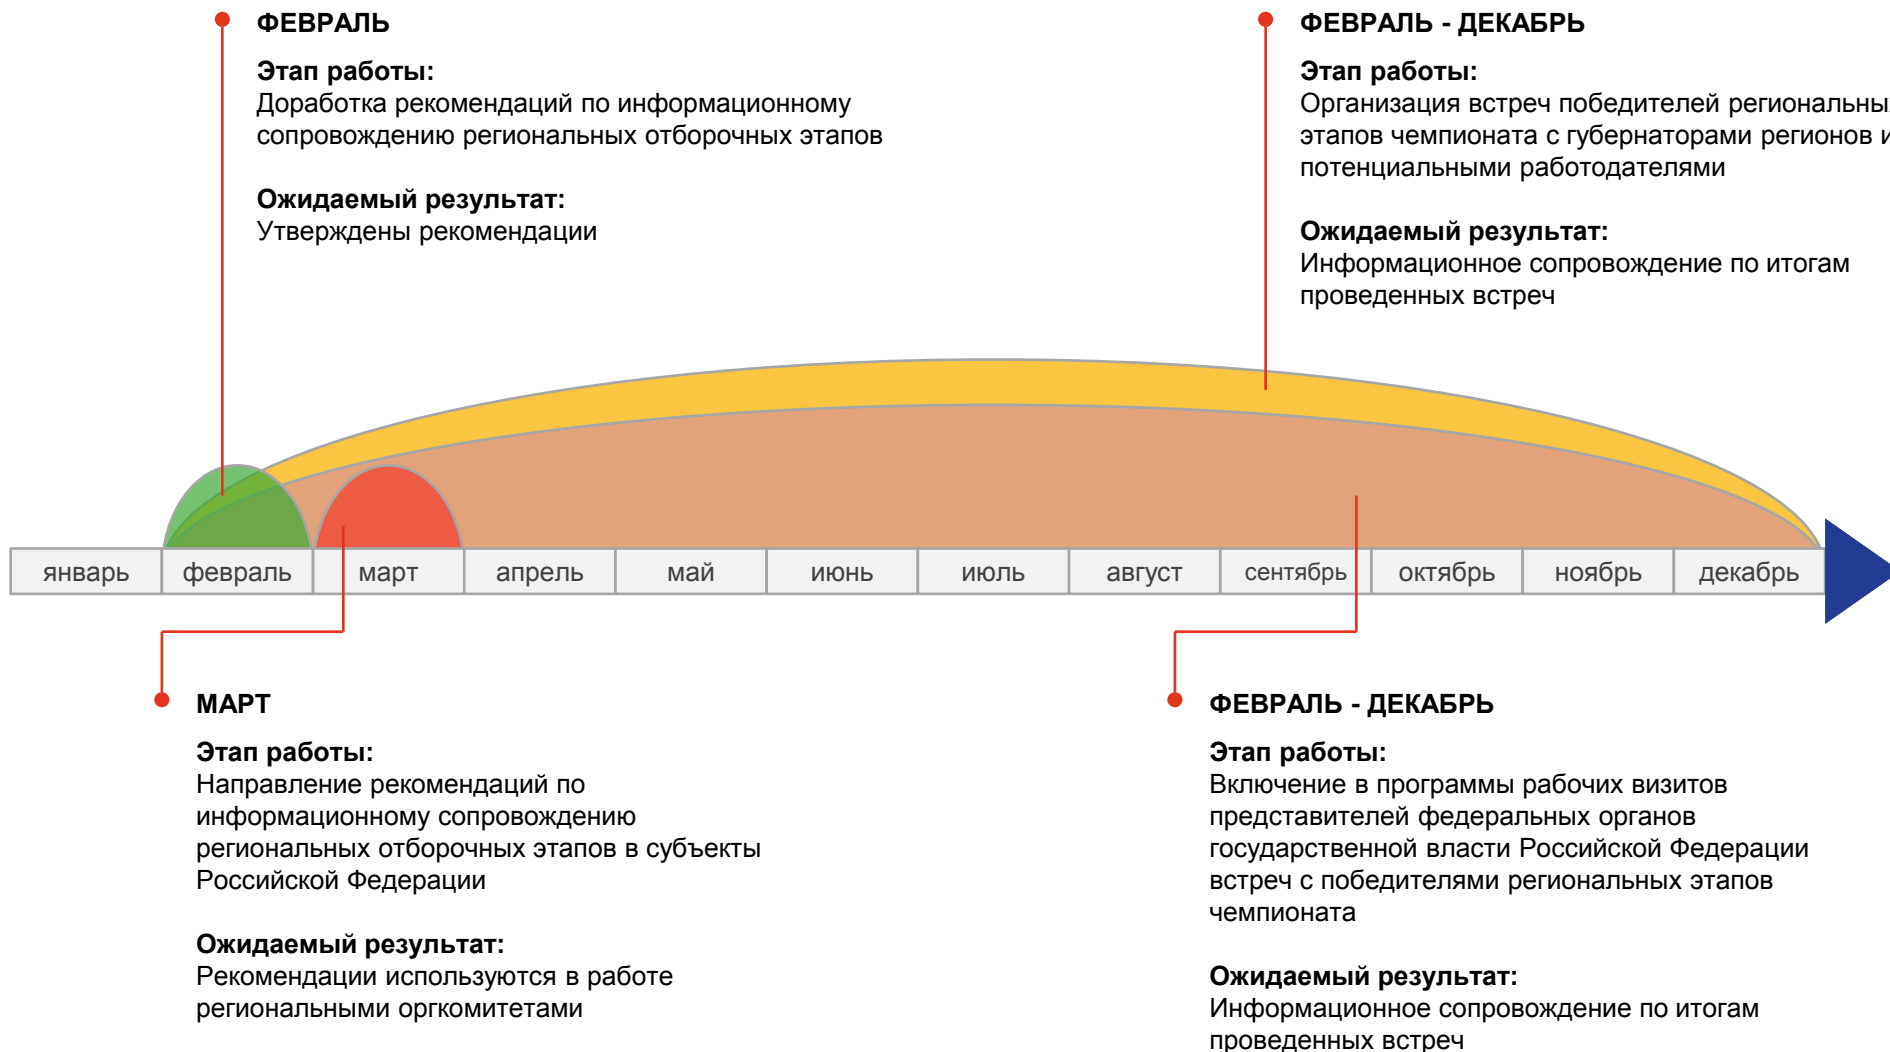 ФЕВРАЛЬ
Этап работы:
Доработка рекомендаций по информационному
сопровождению региональных отборочных этапов
Ожидаемый результат:
Утверждены рекомендации
ФЕВРАЛЬ - ДЕКАБРЬ
Этап работы:
Организация встреч победителей региональных
этапов чемпионата с губернаторами регионов и
потенциальными работодателями
Ожидаемый результат:
Информационное сопровождение по итогам
проведенных встреч
январь февраль март апрель май июнь июль август сентябрь октябрь ноябрь декабрь
МАРТ
Этап работы:
Направление рекомендаций по
информационному сопровождению
региональных отборочных этапов в субъекты
Российской Федерации
Ожидаемый результат:
Рекомендации используются в работе
региональными оргкомитетами
ФЕВРАЛЬ - ДЕКАБРЬ
Этап работы:
Включение в программы рабочих визитов
представителей федеральных органов
государственной власти Российской Федерации
встреч с победителями региональных этапов
чемпионата
Ожидаемый результат:
Информационное сопровождение по итогам
проведенных встреч